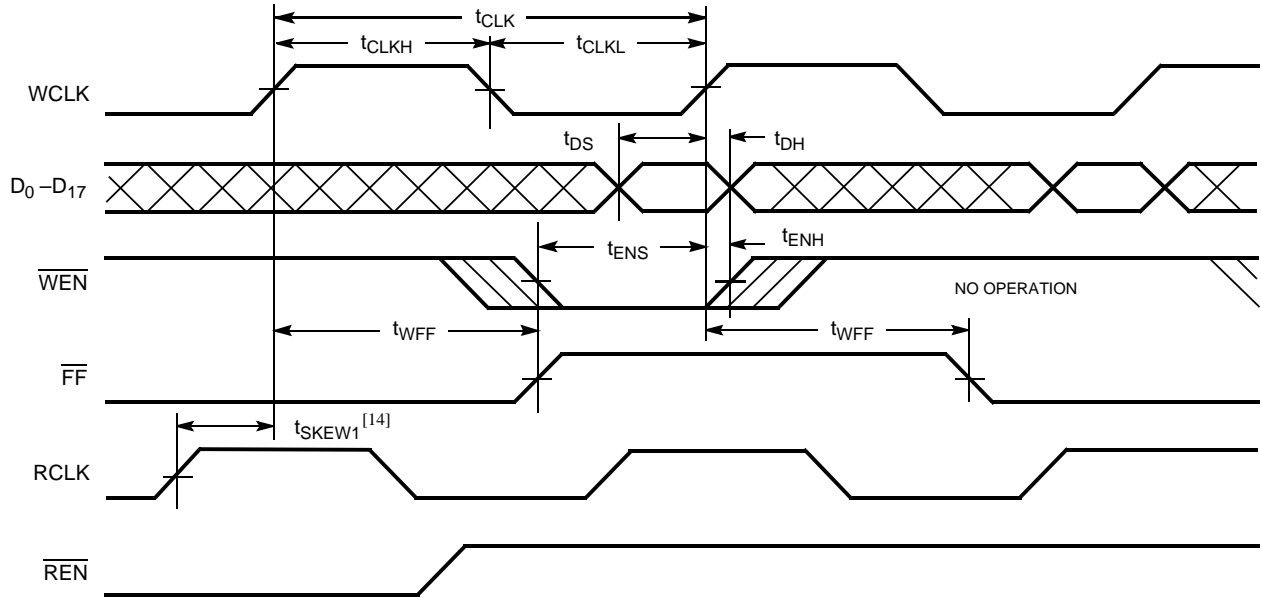 tCLK
tCLKH tCLKL
WCLK
tDS tDH
D0 –D17
tENS tENH
WEN
NO OPERATION
tWFF tWFF
FF
tSKEW1[14]
RCLK
REN